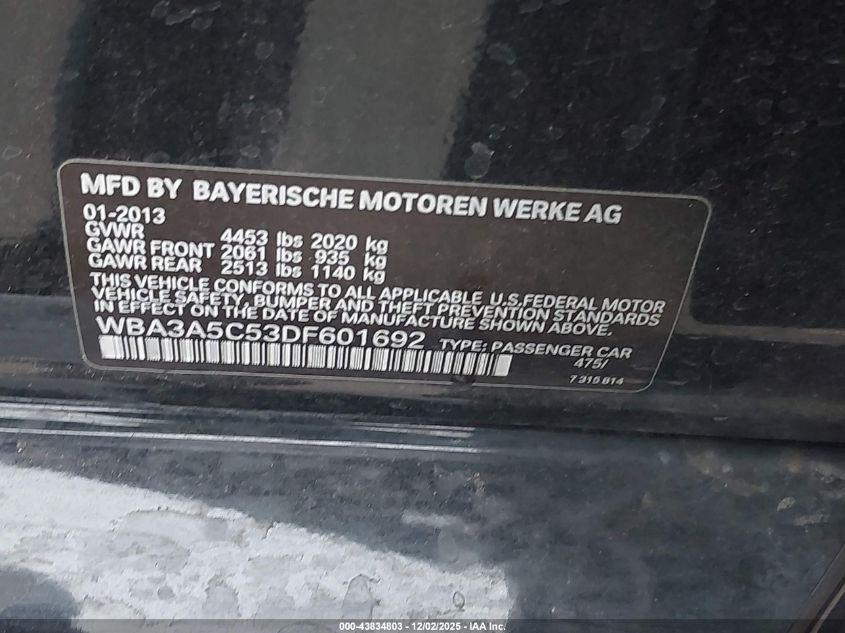 MFD BY BAYERISCHE MOTOREN WERKE AG
01-2013
GVWR 4453 lbs 2020 kg
GAWR FRONT 2061 lbs 935 kg
GAWR REAR 2513 lbs 1140 kg
THIS VEHICLE CONFORMS TO ALL APPLICABLE U.S.FEDERAL MOTOR
VEHICLE SAFETY, BUMPER AND THEFT PREVENTION STANDARDS
IN EFFECT ON THE DATE OF MANUFACTURE SHOWN ABOVE.
WBA3A5C53DF601692 TYPE: PASSENGER CAR
475/
7 315 814
000-43834803 - 12/02/2025 - IAA Inc.